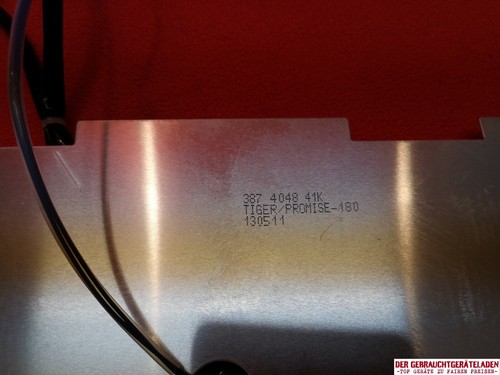 387 4048 41K
TIGER/PROMISE-180
130511
DER GEBRAUCHTGERÄTELADEN
-TOP GERÄTE ZU FAIREN PREISEN-